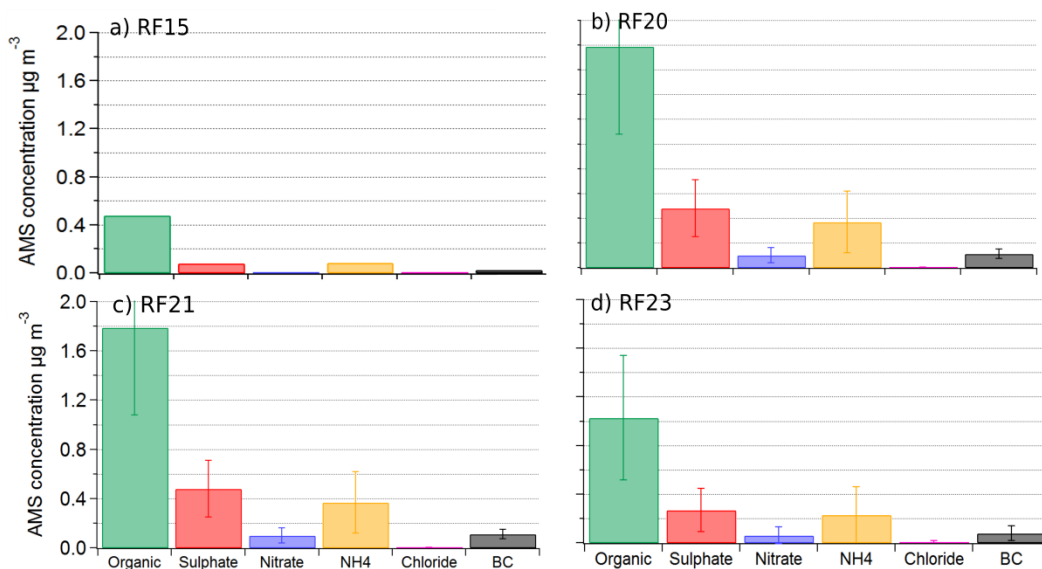 a) RF15
b) RF20
AMS concentration µg m⁻³
2.0
1.6
1.2
0.8
0.4
0.0
c) RF21
d) RF23
AMS concentration µg m⁻³
2.0
1.6
1.2
0.8
0.4
0.0
Organic Sulphate Nitrate NH4 Chloride BC
Organic Sulphate Nitrate NH4 Chloride BC